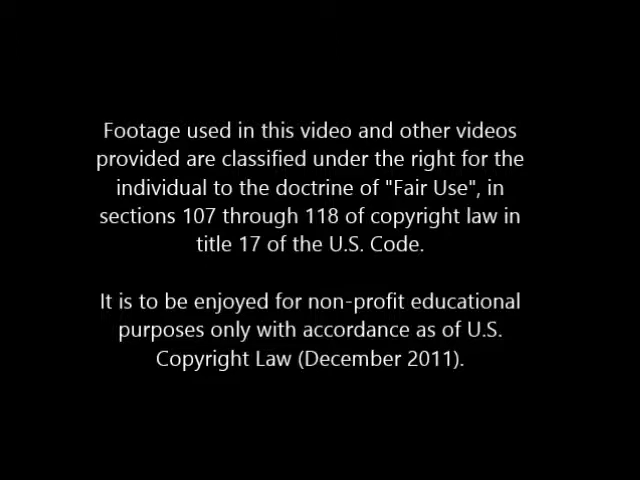 Footage used in this video and other videos
provided are classified under the right for the
individual to the doctrine of "Fair Use", in
sections 107 through 118 of copyright law in
title 17 of the U.S. Code.
It is to be enjoyed for non-profit educational
purposes only with accordance as of U.S.
Copyright Law (December 2011).